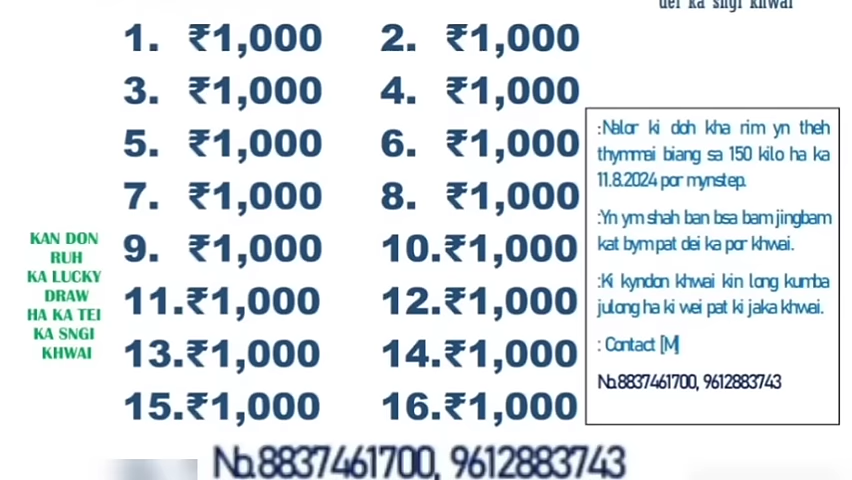 dei ka sngi khwai
1. ₹1,000 2. ₹1,000
3. ₹1,000 4. ₹1,000
5. ₹1,000 6. ₹1,000
7. ₹1,000 8. ₹1,000
9. ₹1,000 10.₹1,000
11.₹1,000 12.₹1,000
13.₹1,000 14.₹1,000
15.₹1,000 16.₹1,000
KAN DON
RUH
KA LUCKY
DRAW
HA KA TEI
KA SNGI
KHWAI
:Nalor ki doh kha rim yn theh
thymmai biang sa 150 kilo ha ka
11.8.2024 por mynstep.
:Yn ym shah ban bsa bam jingbam
kat bym pat dei ka por khwai.
:Ki kyndon khwai kin long kumba
julong ha ki wei pat ki jaka khwai.
: Contact [M]
No.8837461700, 9612883743
No.8837461700, 9612883743